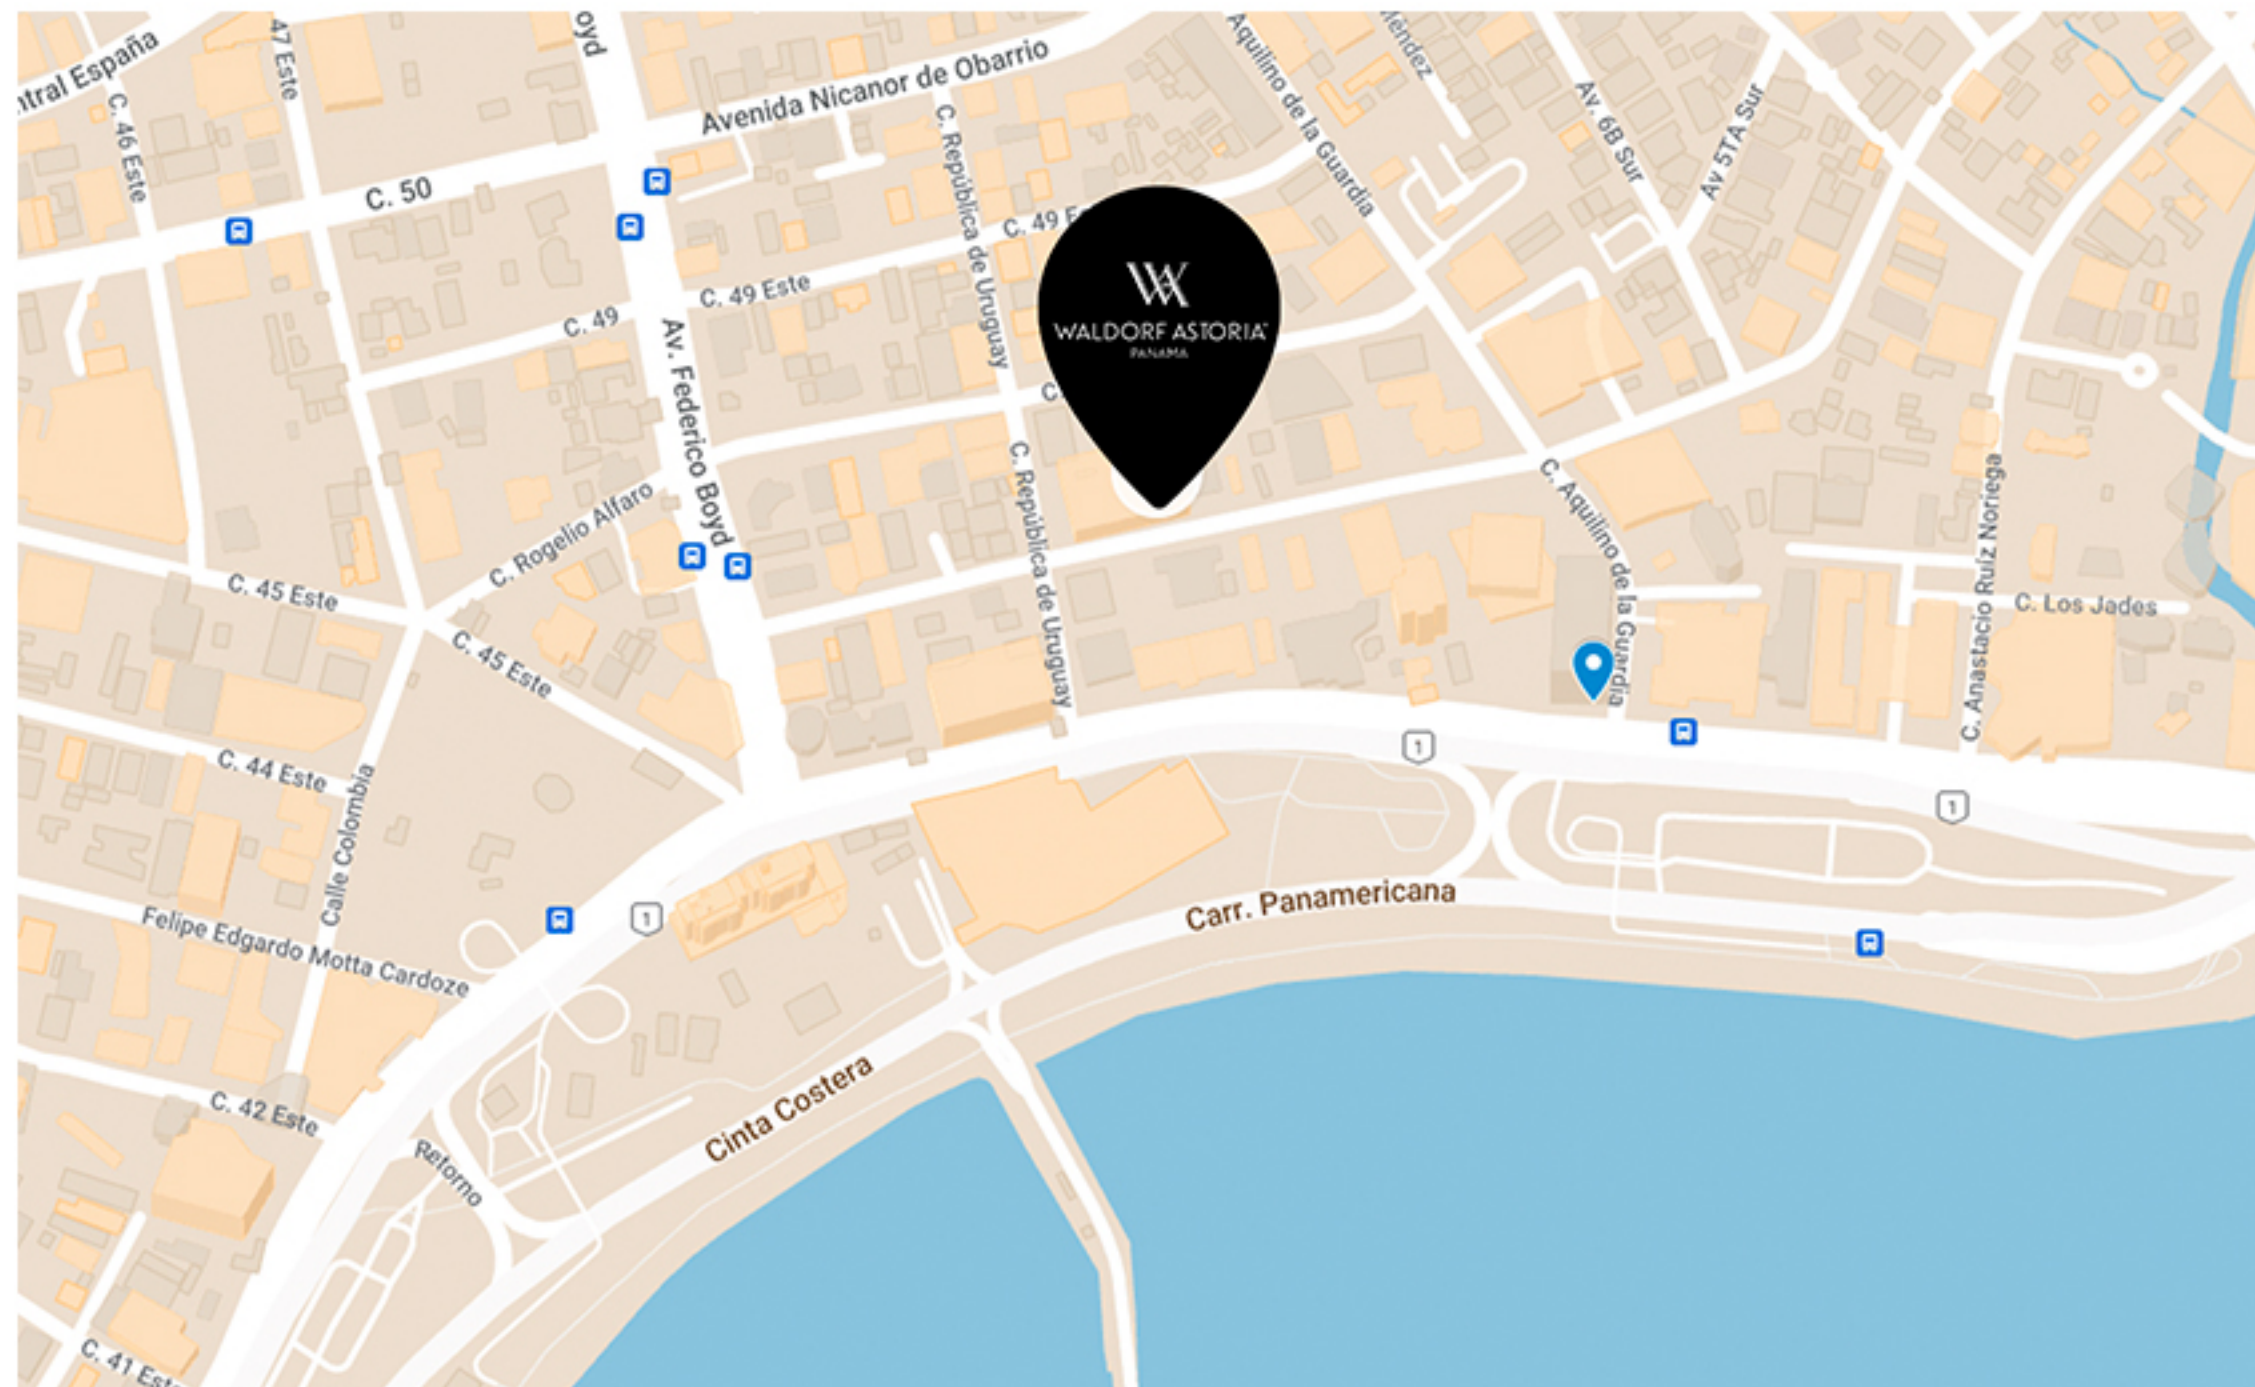 ntral España
C. 46 Este
47 Este
oyd
Avenida Nicanor de Obarrio
C. 50
C. República de Uruguay
Aquilino de la Guardia
Méndez
Av. 6B Sur
Av 5TA Sur
C. 49 E
C. 49 Este
C. 49
WALDORF ASTORIA
PANAMA
Av. Federico Boyd
C
C. República de Uruguay
C. Rogelio Alfaro
C. Aquilino de la Guardia
C. Anastacio Ruíz Noriega
C. Los Jades
C. 45 Este
C. 45 Este
C. 44 Este
Calle Colombia
1
1
1
Felipe Edgardo Motta Cardoze
Carr. Panamericana
Cinta Costera
C. 42 Este
Retorno
C. 41 Este